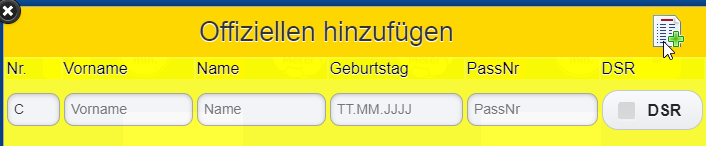 Offiziellen hinzufügen
Nr. Vorname Name Geburtstag PassNr DSR
C Vorname Name TT.MM.JJJJ PassNr DSR